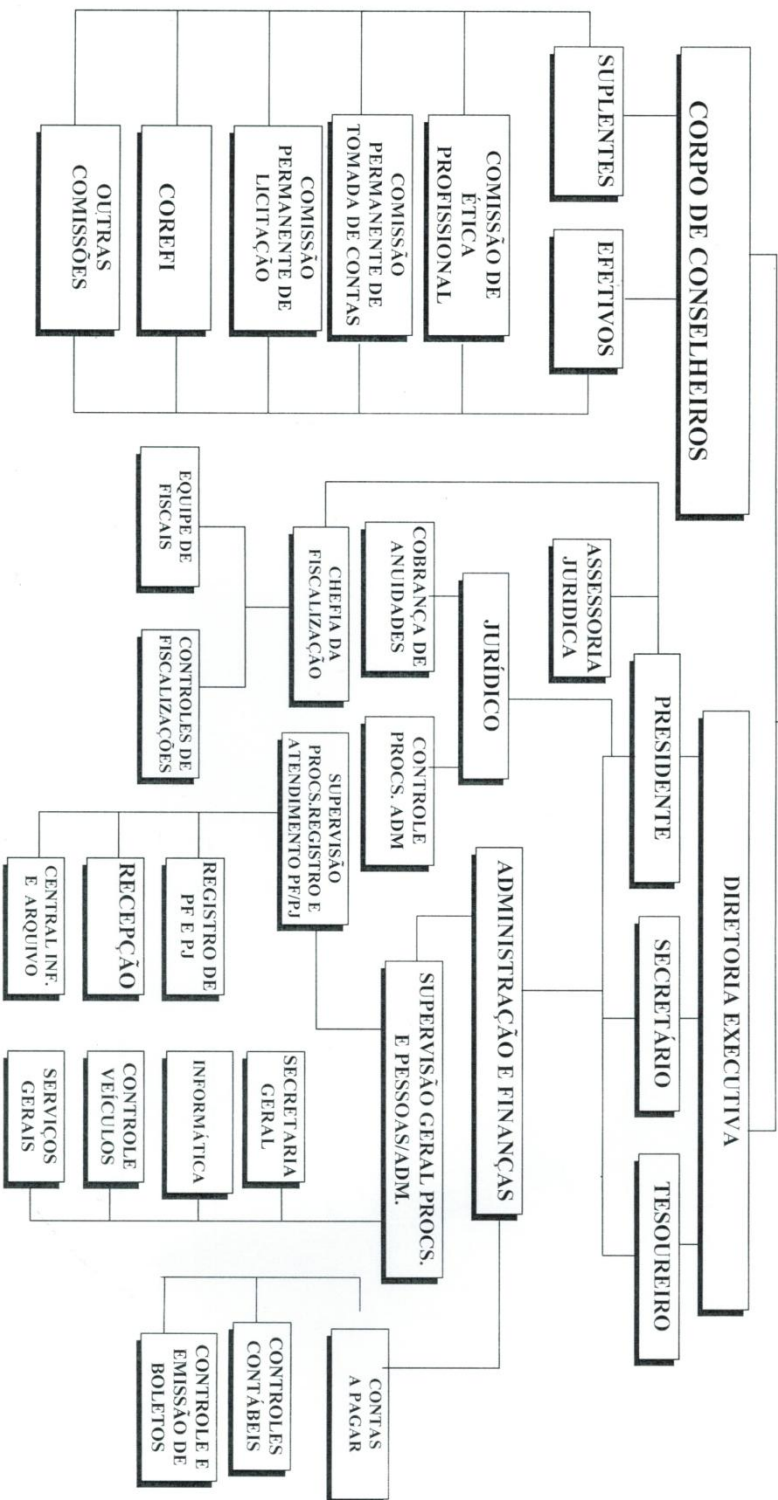 CORPO DE CONSELHEIROS
DIRETORIA EXECUTIVA
SUPLENTES
EFETIVOS
PRESIDENTE
SECRETÁRIO
TESOUREIRO
ASSESSORIA
JURIDICA
COMISSÃO DE
ÉTICA
PROFISSIONAL
COMISSÃO
PERMANENTE DE
TOMADA DE CONTAS
COMISSÃO
PERMANENTE DE
LICITAÇÃO
COREFI
OUTRAS
COMISSÕES
JURÍDICO
COBRANÇA DE
ANUIDADES
CONTROLE
PROCS. ADM
CHEFIA DA
FISCALIZAÇÃO
EQUIPE DE
FISCAIS
CONTROLES DE
FISCALIZAÇÕES
ADMINISTRAÇÃO E FINANÇAS
SUPERVISÃO GERAL PROCS.
E PESSOAS/ADM.
SUPERVISÃO
PROCS.REGISTRO E
ATENDIMENTO PF/PJ
REGISTRO DE
PF E PJ
RECEPÇÃO
CENTRAL INF.
E ARQUIVO
SECRETARIA
GERAL
INFORMÁTICA
CONTROLE
VEÍCULOS
SERVIÇOS
GERAIS
CONTAS
A PAGAR
CONTROLES
CONTÁBEIS
CONTROLE E
EMISSÃO DE
BOLETOS